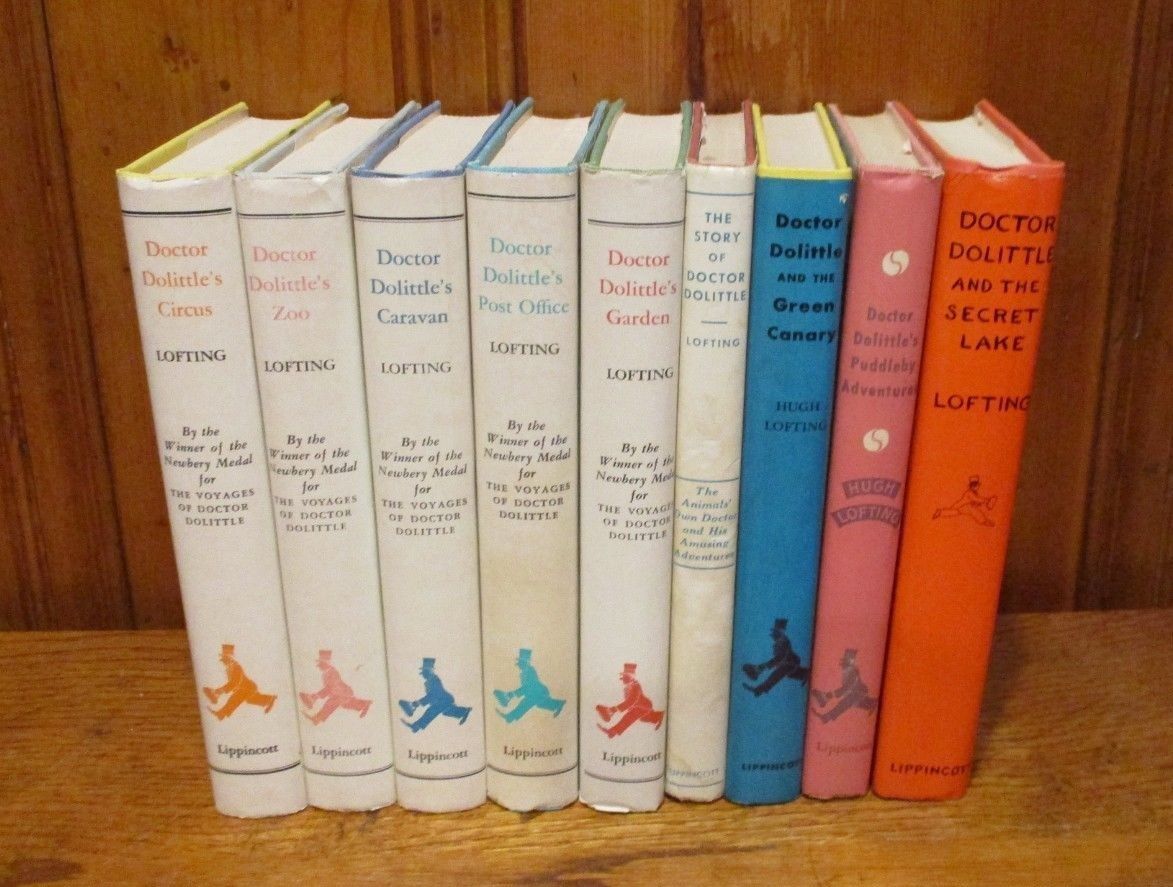 Doctor
Dolittle's
Circus
LOFTING
By the
Winner of the
Newbery Medal
for
THE VOYAGES
OF DOCTOR
DOLITTLE
Lippincott
Doctor
Dolittle's
Zoo
LOFTING
By the
Winner of the
Newbery Medal
for
THE VOYAGES
OF DOCTOR
DOLITTLE
Lippincott
Doctor
Dolittle's
Caravan
LOFTING
By the
Winner of the
Newbery Medal
for
THE VOYAGES
OF DOCTOR
DOLITTLE
Lippincott
Doctor
Dolittle's
Post Office
LOFTING
By the
Winner of the
Newbery Medal
for
THE VOYAGES
OF DOCTOR
DOLITTLE
Lippincott
Doctor
Dolittle's
Garden
LOFTING
By the
Winner of the
Newbery Medal
for
THE VOYAGES
OF DOCTOR
DOLITTLE
Lippincott
THE
STORY
OF
DOCTOR
DOLITTLE
LOFTING
The
Animals'
Own Doctor
and His
Amusing
Adventures
LIPPINCOTT
Doctor
Dolittle
AND THE
Green
Canary
HUGH
LOFTING
LIPPINCOTT
Doctor
Dolittle's
Puddleby
Adventures
HUGH
LOFTING
Lippincott
DOCTOR
DOLITTLE
AND THE
SECRET
LAKE
LOFTING
LIPPINCOTT